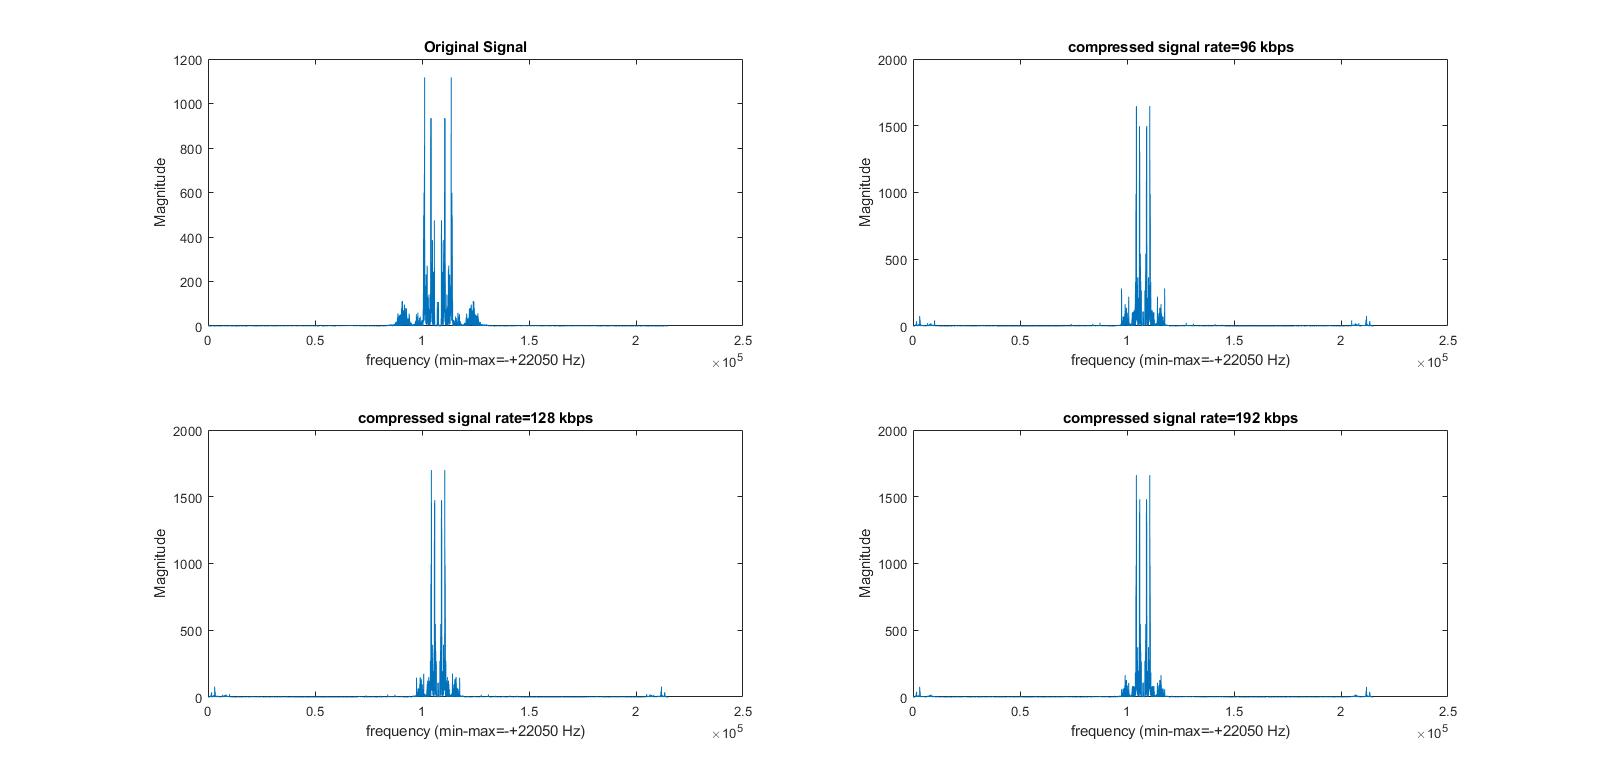 Original Signal
1200
1000
800
600
400
200
0
Magnitude
0 0.5 1 1.5 2 2.5
×10^5
frequency (min-max=-+22050 Hz)
compressed signal rate=96 kbps
2000
1500
1000
500
0
Magnitude
0 0.5 1 1.5 2 2.5
×10^5
frequency (min-max=-+22050 Hz)
compressed signal rate=128 kbps
2000
1500
1000
500
0
Magnitude
0 0.5 1 1.5 2 2.5
×10^5
frequency (min-max=-+22050 Hz)
compressed signal rate=192 kbps
2000
1500
1000
500
0
Magnitude
0 0.5 1 1.5 2 2.5
×10^5
frequency (min-max=-+22050 Hz)